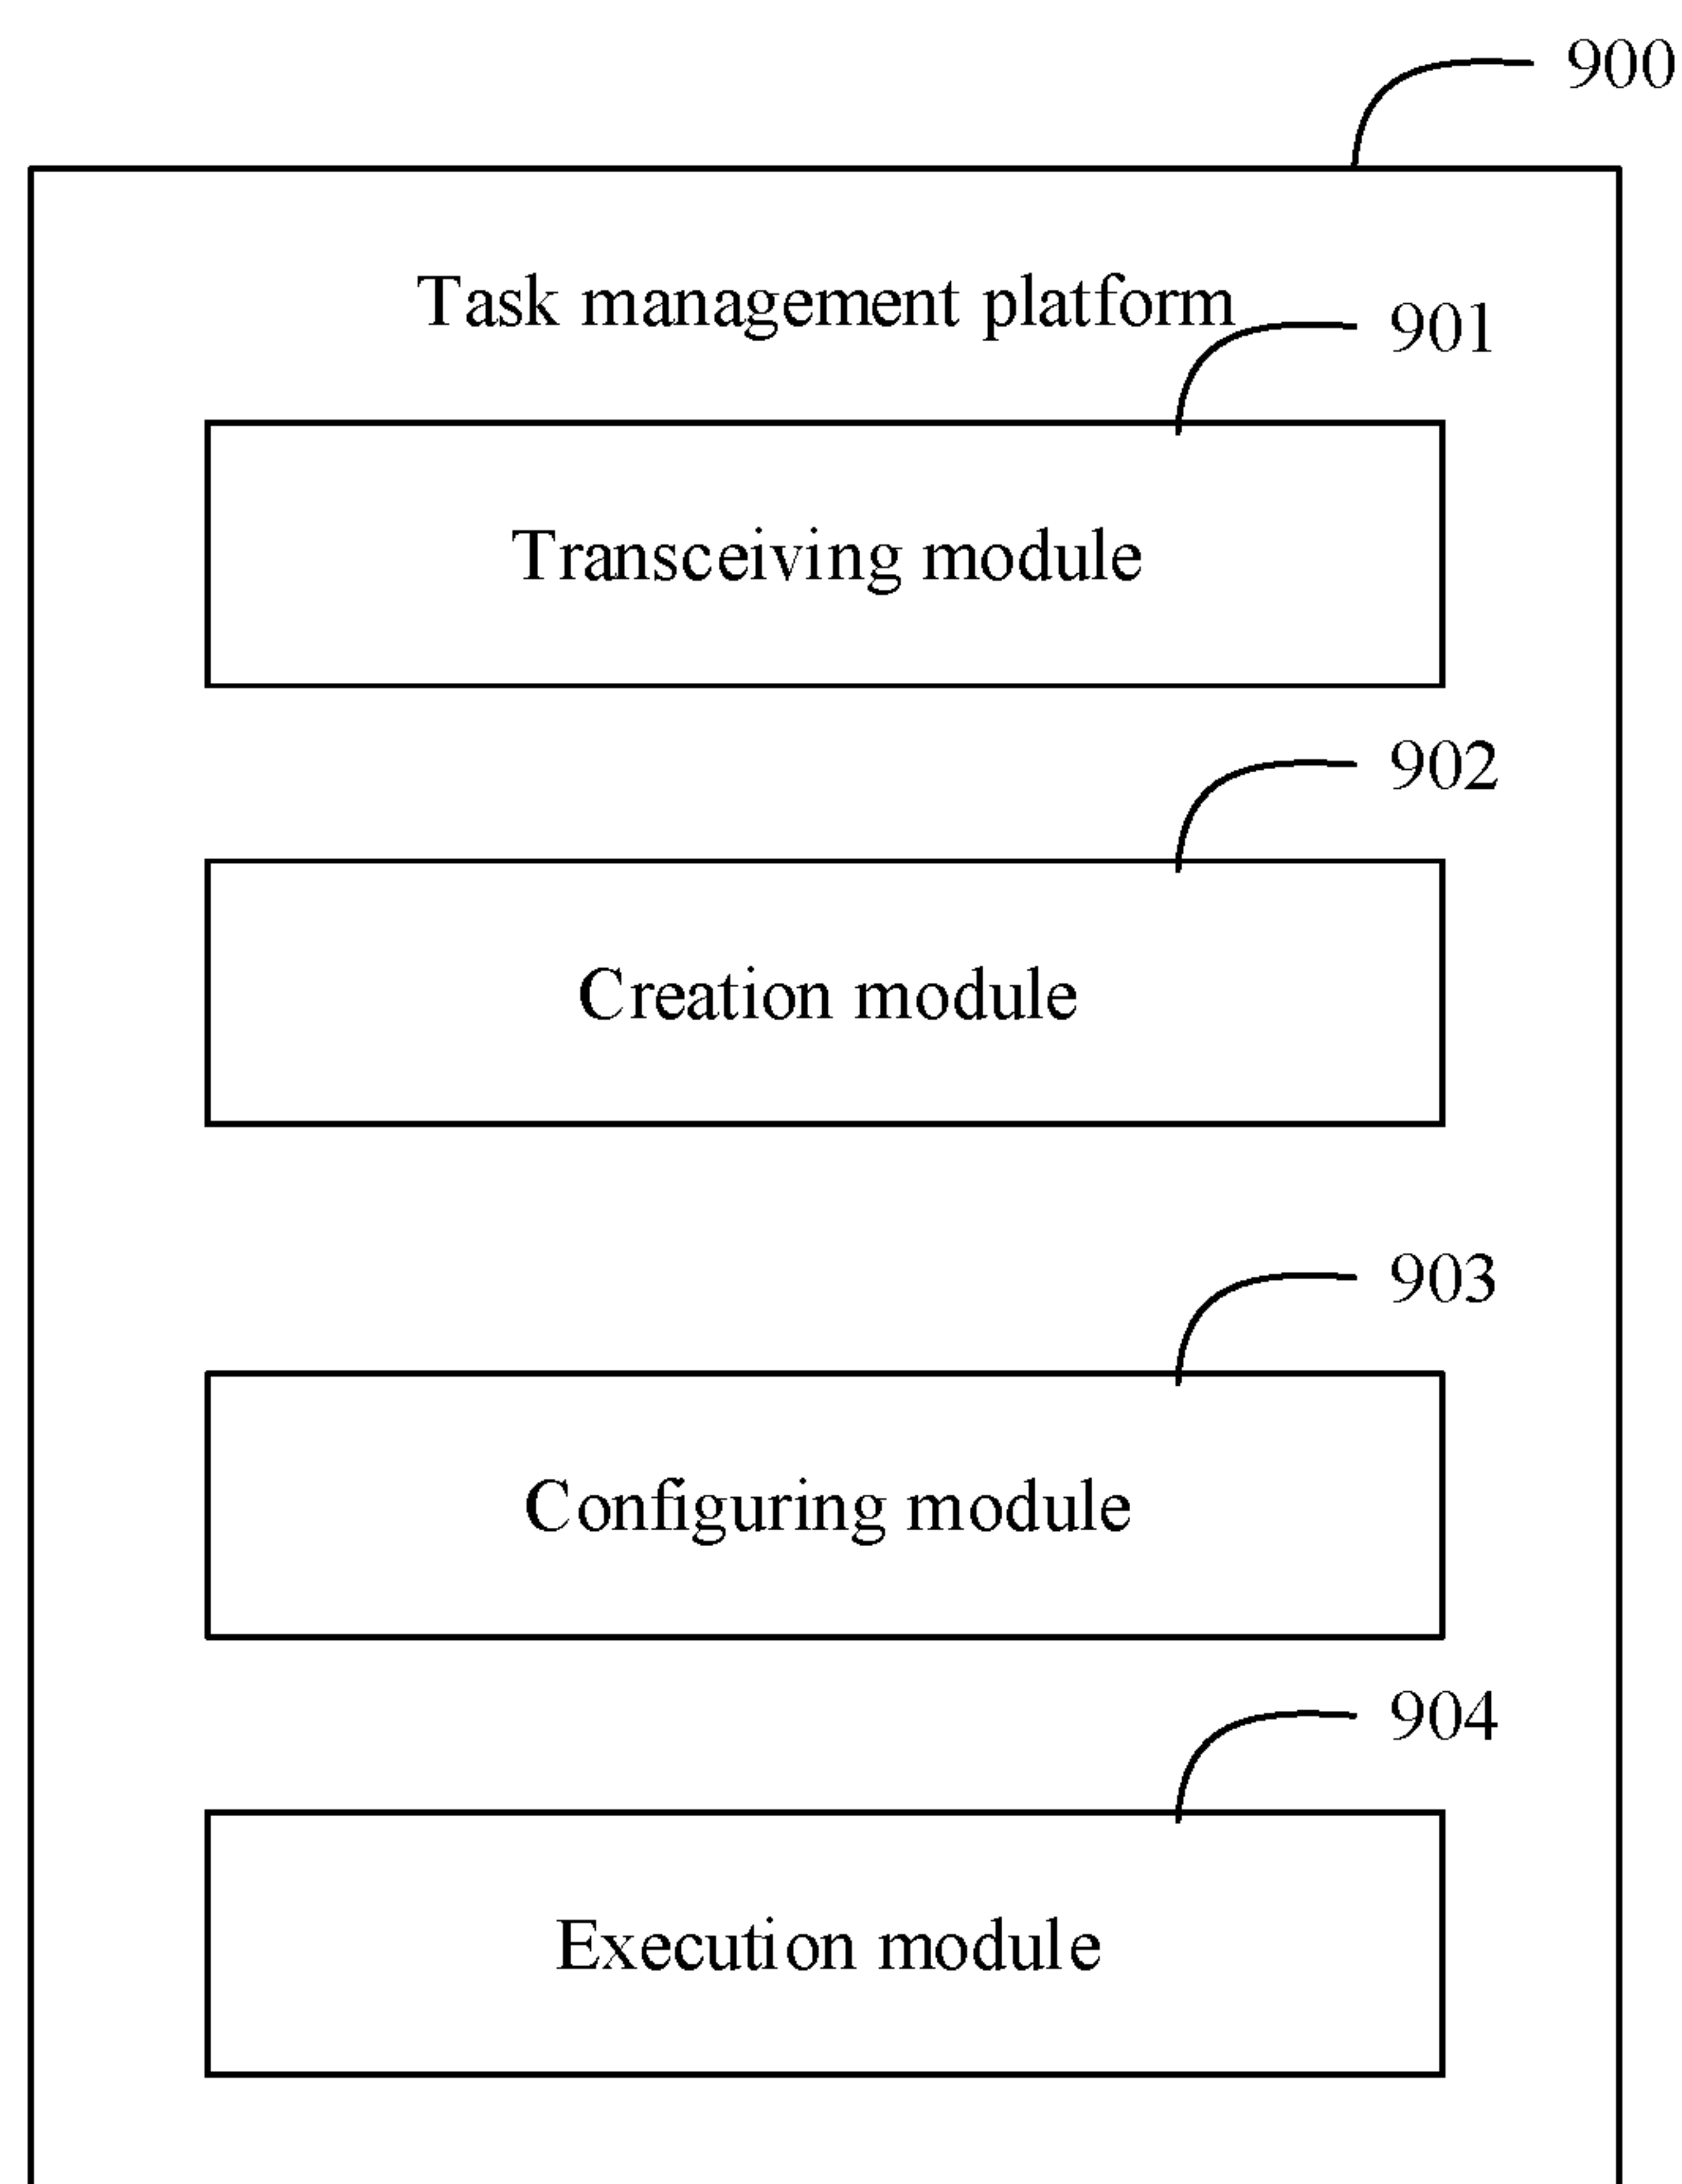 900
Task management platform
901
Transceiving module
902
Creation module
903
Configuring module
904
Execution module